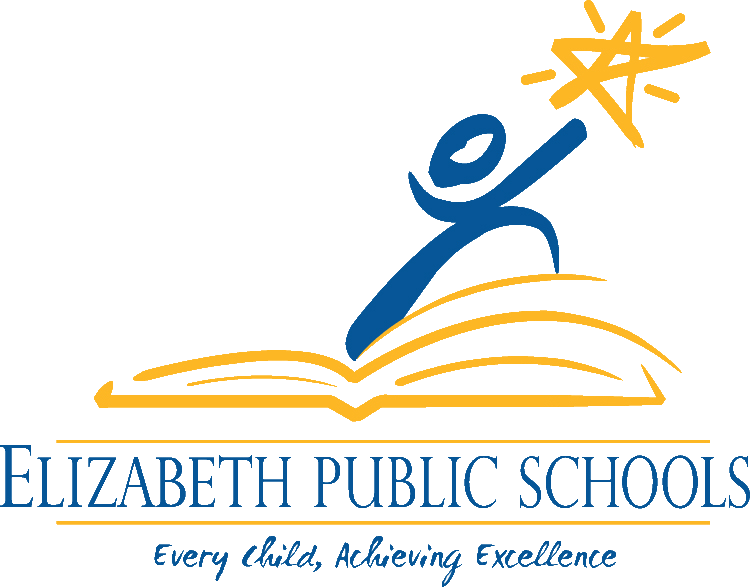 ELIZABETH PUBLIC SCHOOLS
Every Child, Achieving Excellence